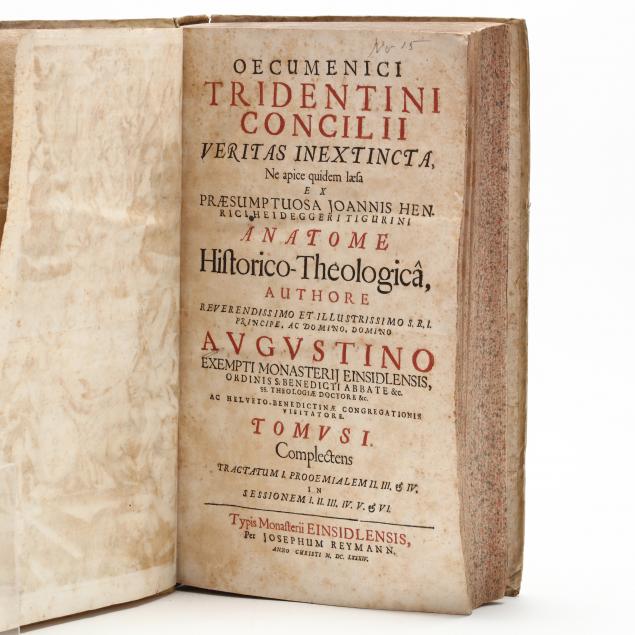 No 15
OECUMENICI
TRIDENTINI
CONCILII
VERITAS INEXTINCTA,
Ne apice quidem læsa
EX
PRÆSUMPTUOSA JOANNIS HEN-
RICI HEIDEGGERI TIGURINI
ANATOME
Historico-Theologicâ,
AUTHORE
REVERENDISSIMO ET ILLUSTRISSIMO S.R.I.
PRINCIPE, AC DOMINO, DOMINO
AVGVSTINO
EXEMPTI MONASTERIJ EINSIDLENSIS,
ORDINIS S. BENEDICTI ABBATE &c.
SS. THEOLOGIÆ DOCTORE &c.
AC HELVETO-BENEDICTINÆ CONGREGATIONIS
VISITATORE.
TOMVS I.
Complectens
TRACTATUM I. PROOEMIALEM II. III. & IV.
IN
SESSIONEM I. II. III. IV. V. & VI.
Typis Monasterii EINSIDLENSIS,
Per JOSEPHUM REYMANN.
ANNO CHRISTI M. DC. LXXXIV.